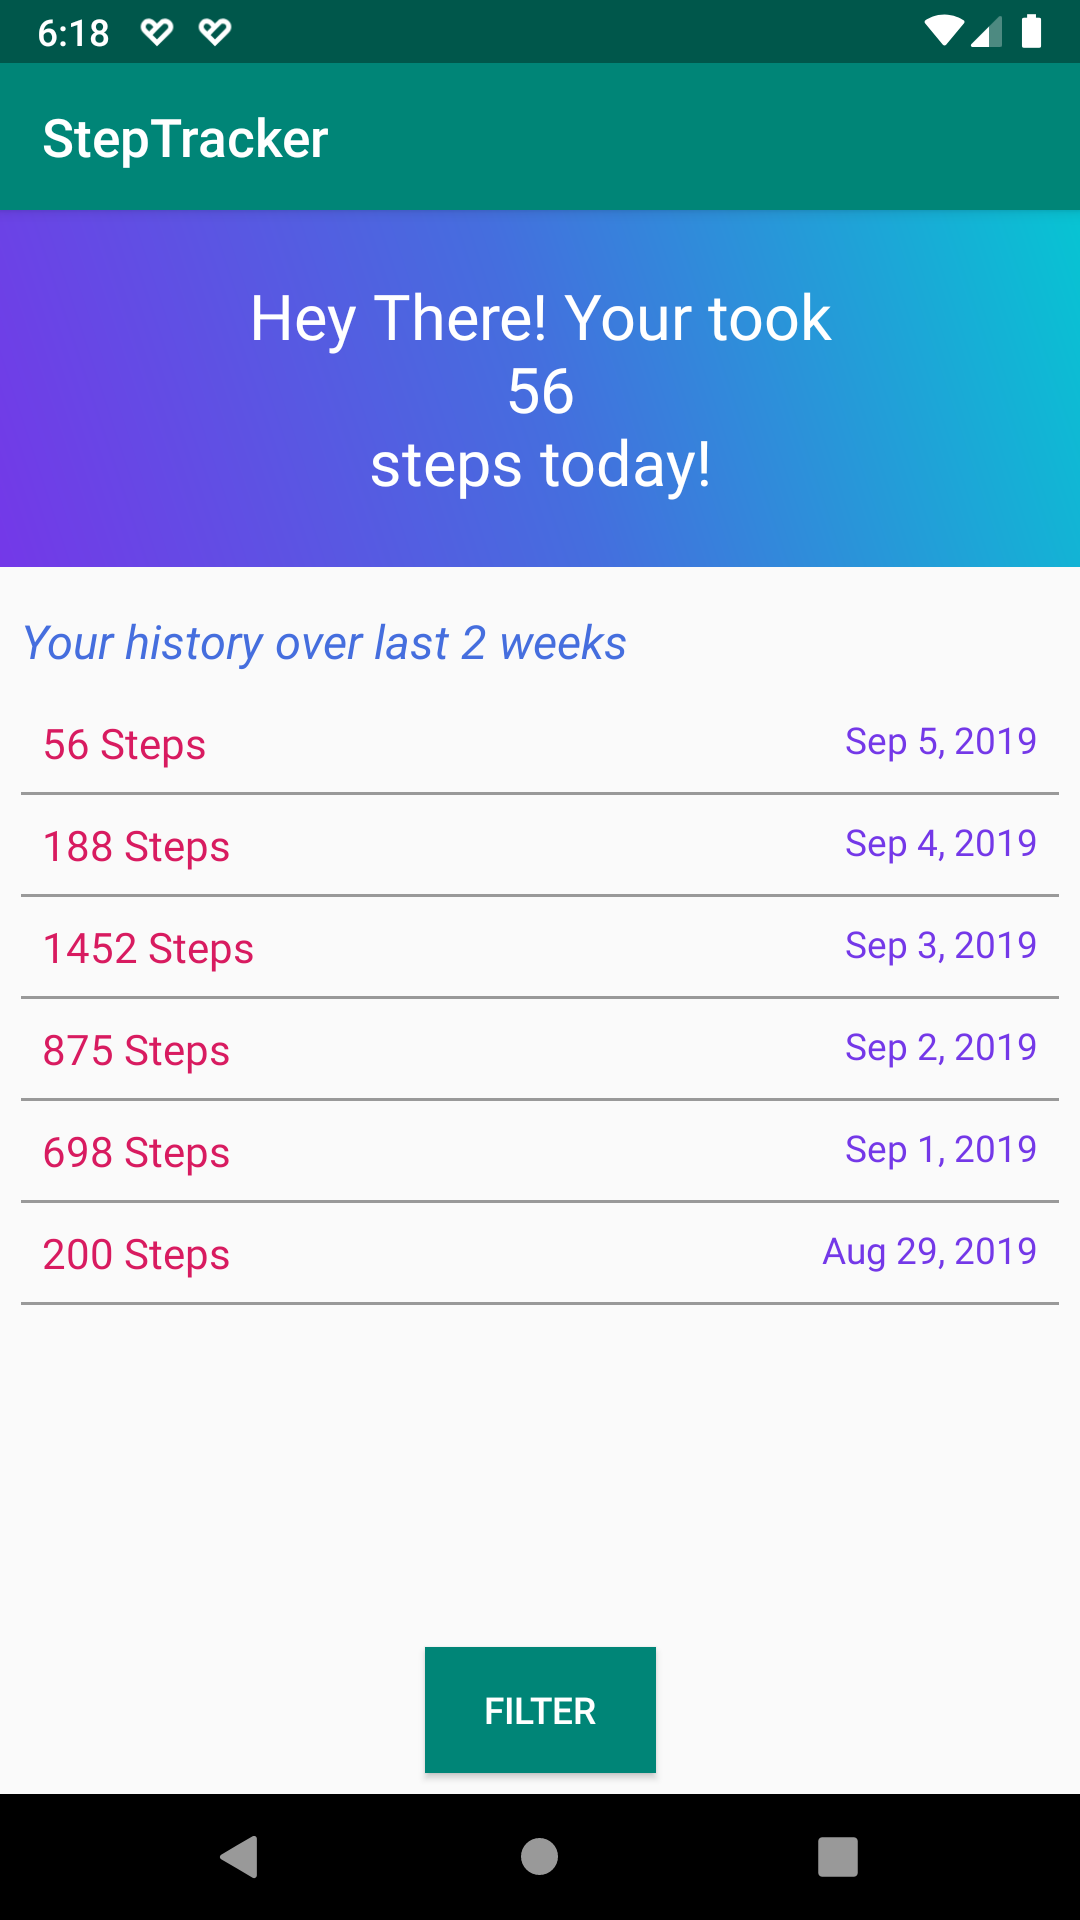 6:18
StepTracker
Hey There! Your took
56
steps today!
Your history over last 2 weeks
56 Steps Sep 5, 2019
188 Steps Sep 4, 2019
1452 Steps Sep 3, 2019
875 Steps Sep 2, 2019
698 Steps Sep 1, 2019
200 Steps Aug 29, 2019
FILTER